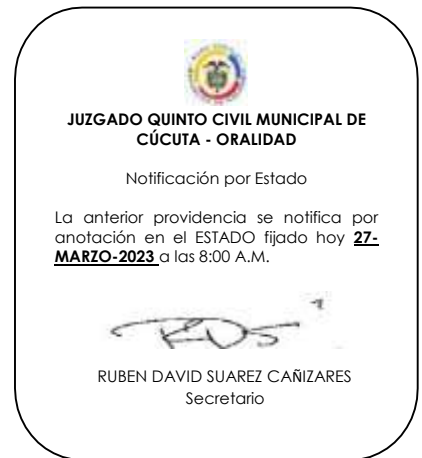 JUZGADO QUINTO CIVIL MUNICIPAL DE
CÚCUTA - ORALIDAD
Notificación por Estado
La anterior providencia se notifica por
anotación en el ESTADO fijado hoy 27-
MARZO-2023 a las 8:00 A.M.
RUBEN DAVID SUAREZ CAÑIZARES
Secretario